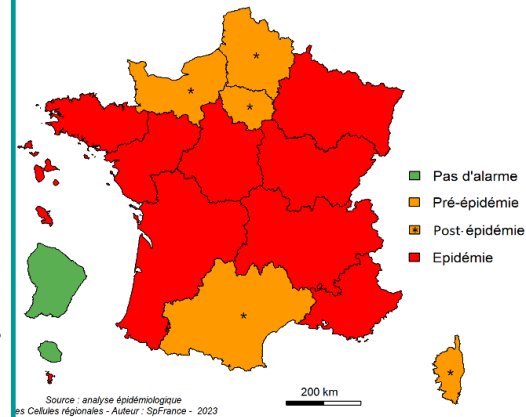 Pas d'alarme
Pré-épidémie
Post-épidémie
Epidémie
200 km
Source : analyse épidémiologique
es Cellules régionales - Auteur : SpFrance - 2023